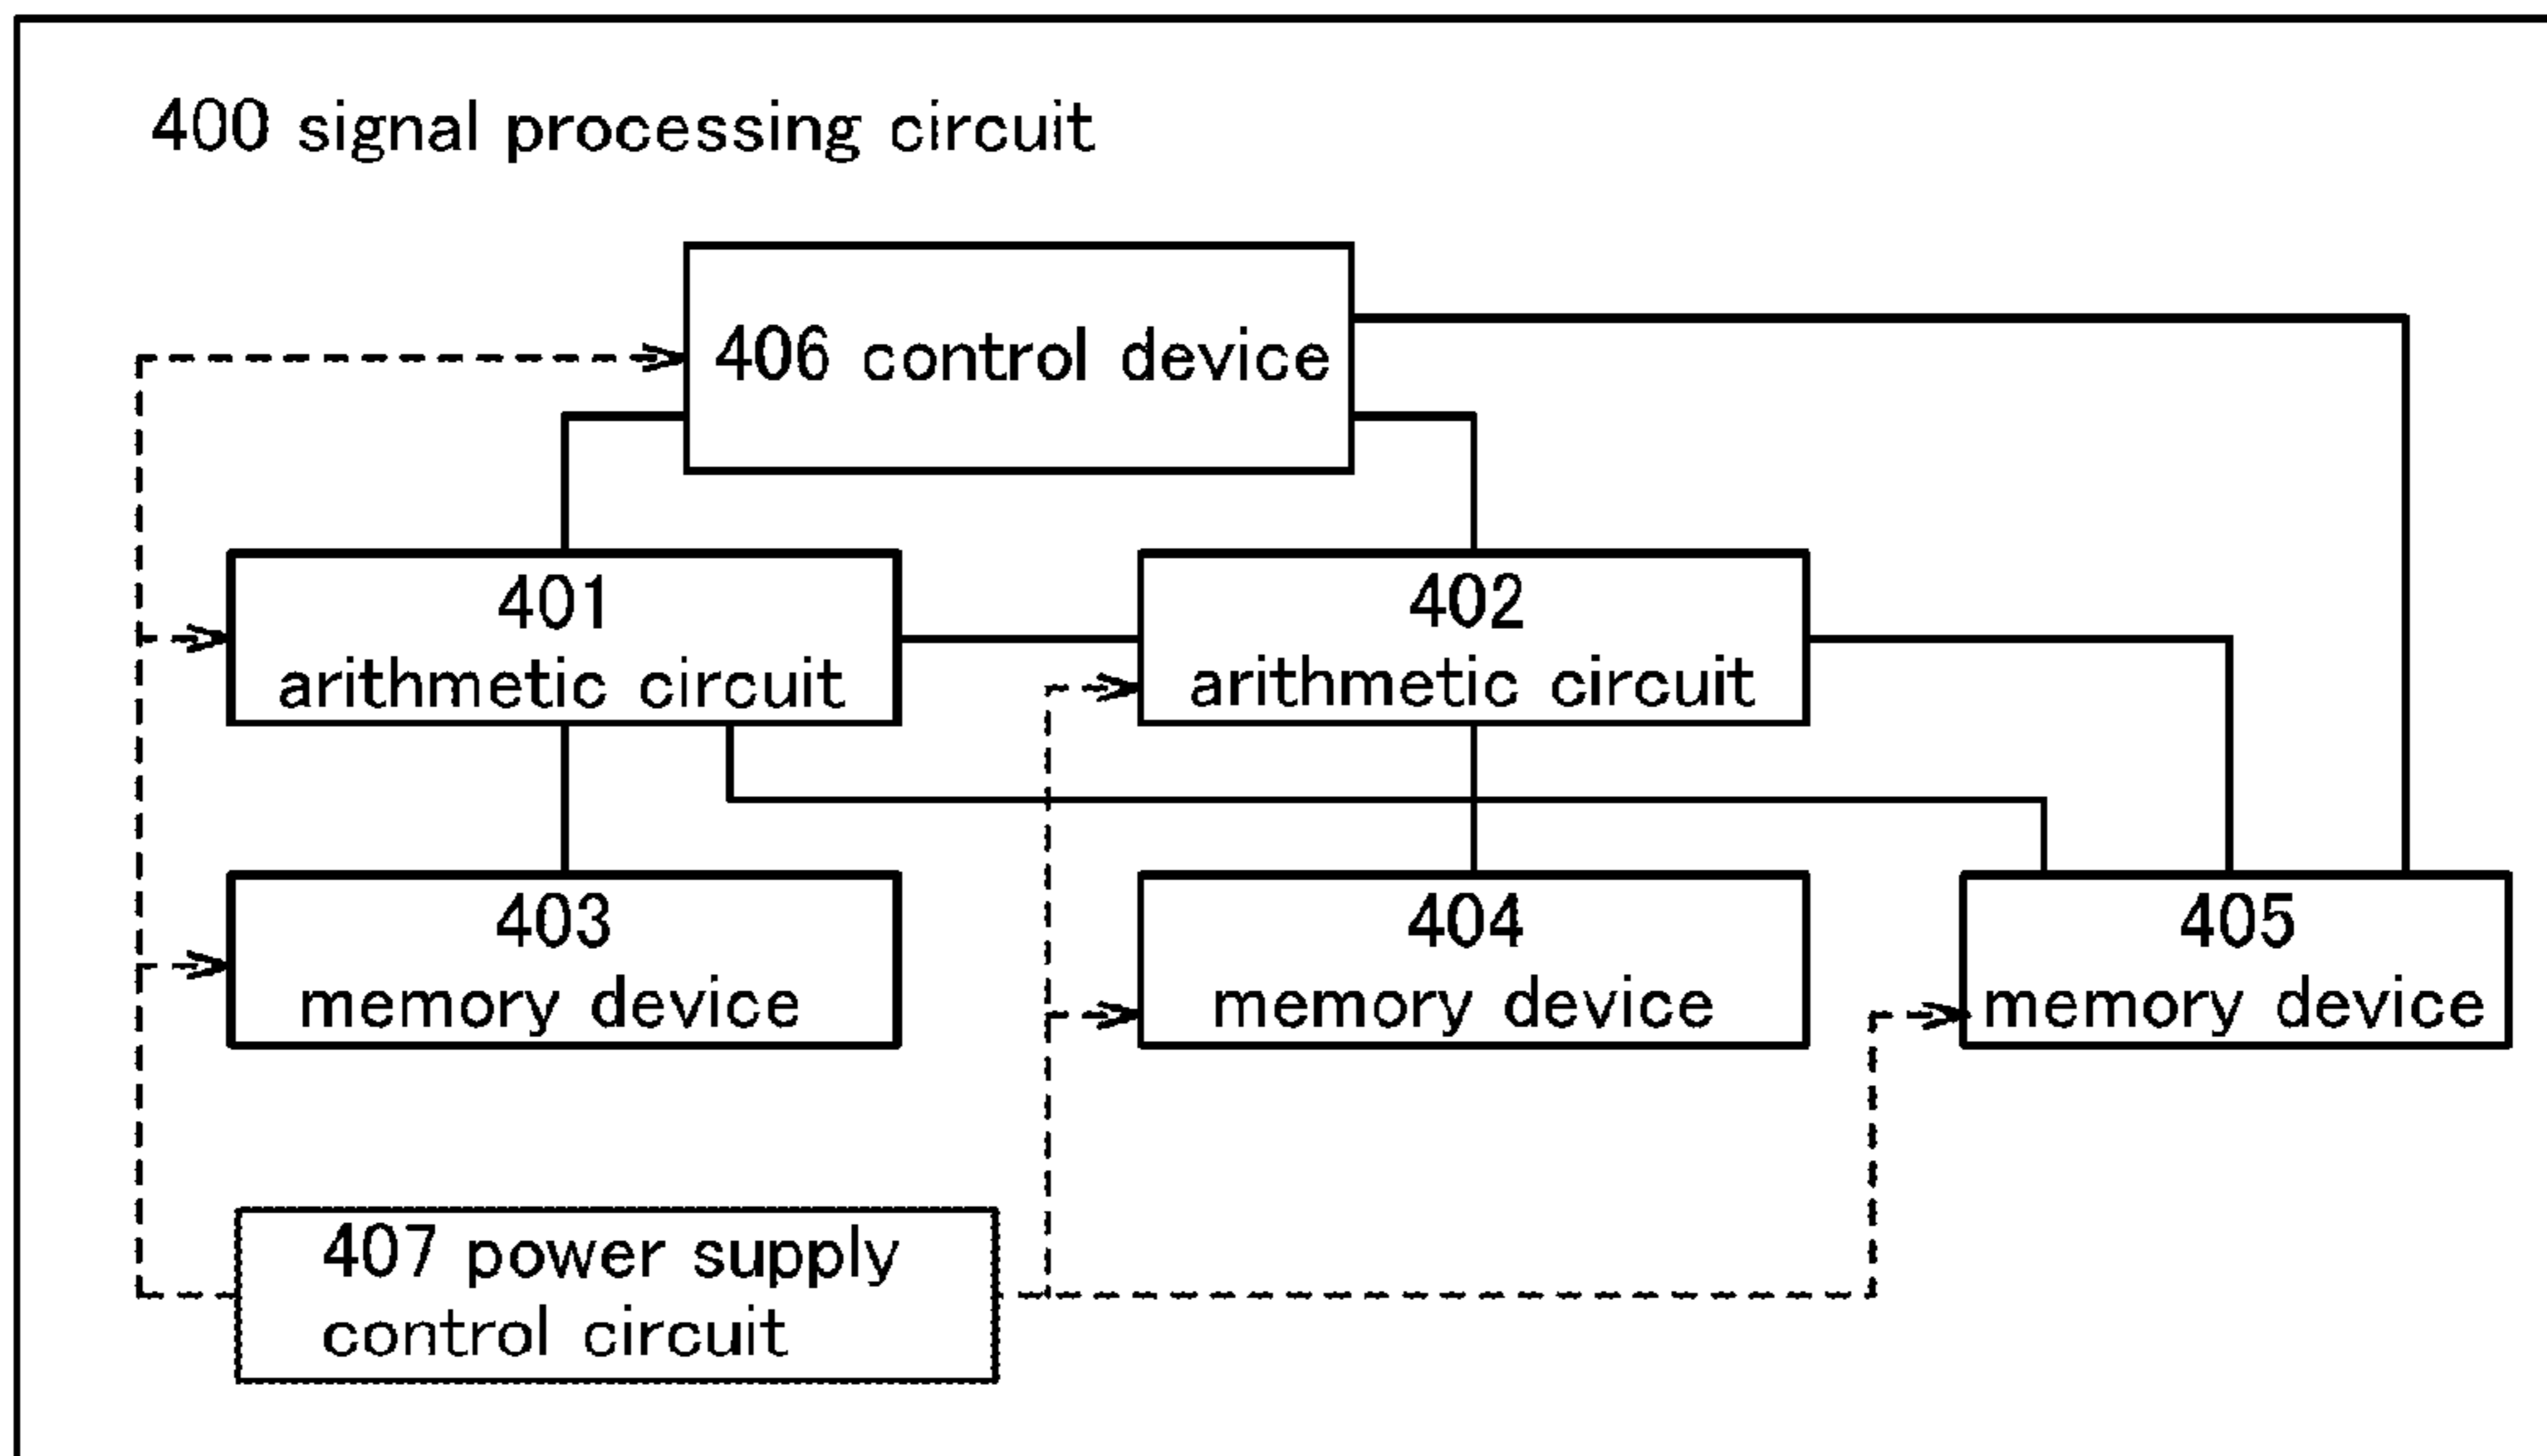 400 signal processing circuit
406 control device
401
arithmetic circuit
402
arithmetic circuit
403
memory device
404
memory device
405
memory device
407 power supply
control circuit